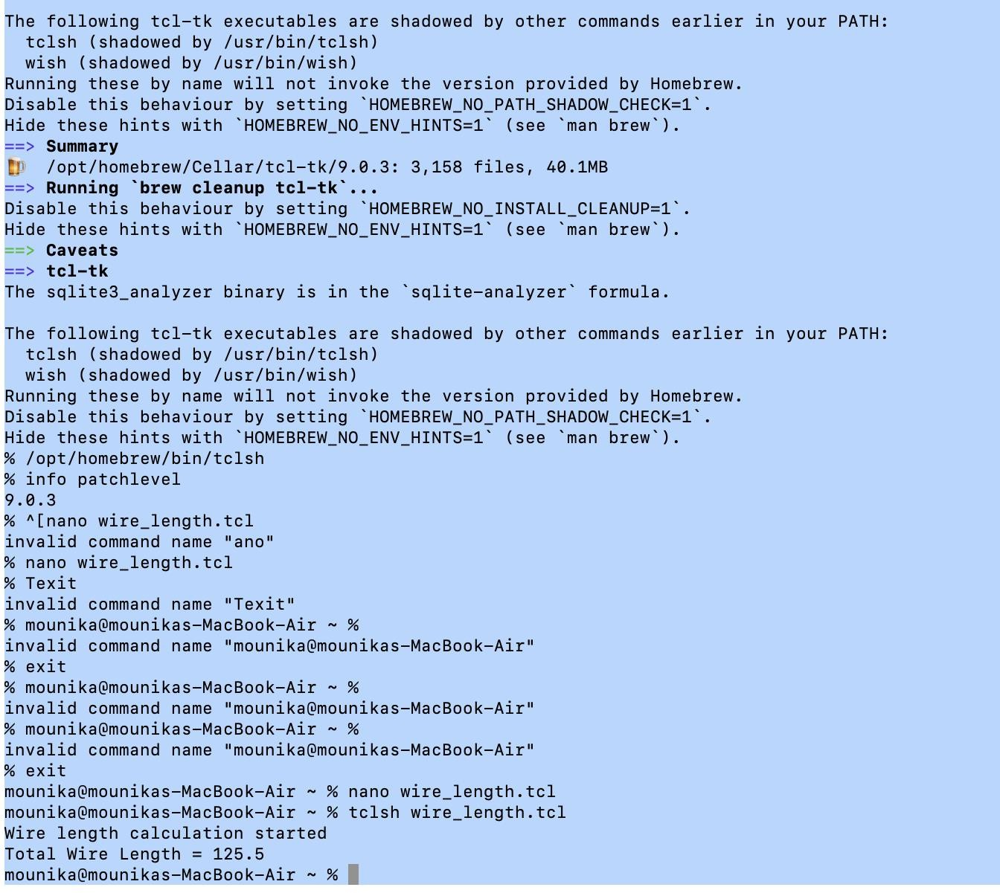 The following tcl-tk executables are shadowed by other commands earlier in your PATH:
  tclsh (shadowed by /usr/bin/tclsh)
  wish (shadowed by /usr/bin/wish)
Running these by name will not invoke the version provided by Homebrew.
Disable this behaviour by setting `HOMEBREW_NO_PATH_SHADOW_CHECK=1`.
Hide these hints with `HOMEBREW_NO_ENV_HINTS=1` (see `man brew`).
==> Summary
🍺  /opt/homebrew/Cellar/tcl-tk/9.0.3: 3,158 files, 40.1MB
==> Running `brew cleanup tcl-tk`...
Disable this behaviour by setting `HOMEBREW_NO_INSTALL_CLEANUP=1`.
Hide these hints with `HOMEBREW_NO_ENV_HINTS=1` (see `man brew`).
==> Caveats
==> tcl-tk
The sqlite3_analyzer binary is in the `sqlite-analyzer` formula.

The following tcl-tk executables are shadowed by other commands earlier in your PATH:
  tclsh (shadowed by /usr/bin/tclsh)
  wish (shadowed by /usr/bin/wish)
Running these by name will not invoke the version provided by Homebrew.
Disable this behaviour by setting `HOMEBREW_NO_PATH_SHADOW_CHECK=1`.
Hide these hints with `HOMEBREW_NO_ENV_HINTS=1` (see `man brew`).
% /opt/homebrew/bin/tclsh
% info patchlevel
9.0.3
% ^[nano wire_length.tcl
invalid command name "ano"
% nano wire_length.tcl
% Texit
invalid command name "Texit"
% mounika@mounikas-MacBook-Air ~ %
invalid command name "mounika@mounikas-MacBook-Air"
% exit
% mounika@mounikas-MacBook-Air ~ %
invalid command name "mounika@mounikas-MacBook-Air"
% mounika@mounikas-MacBook-Air ~ %
invalid command name "mounika@mounikas-MacBook-Air"
% exit
mounika@mounikas-MacBook-Air ~ % nano wire_length.tcl
mounika@mounikas-MacBook-Air ~ % tclsh wire_length.tcl
Wire length calculation started
Total Wire Length = 125.5
mounika@mounikas-MacBook-Air ~ %